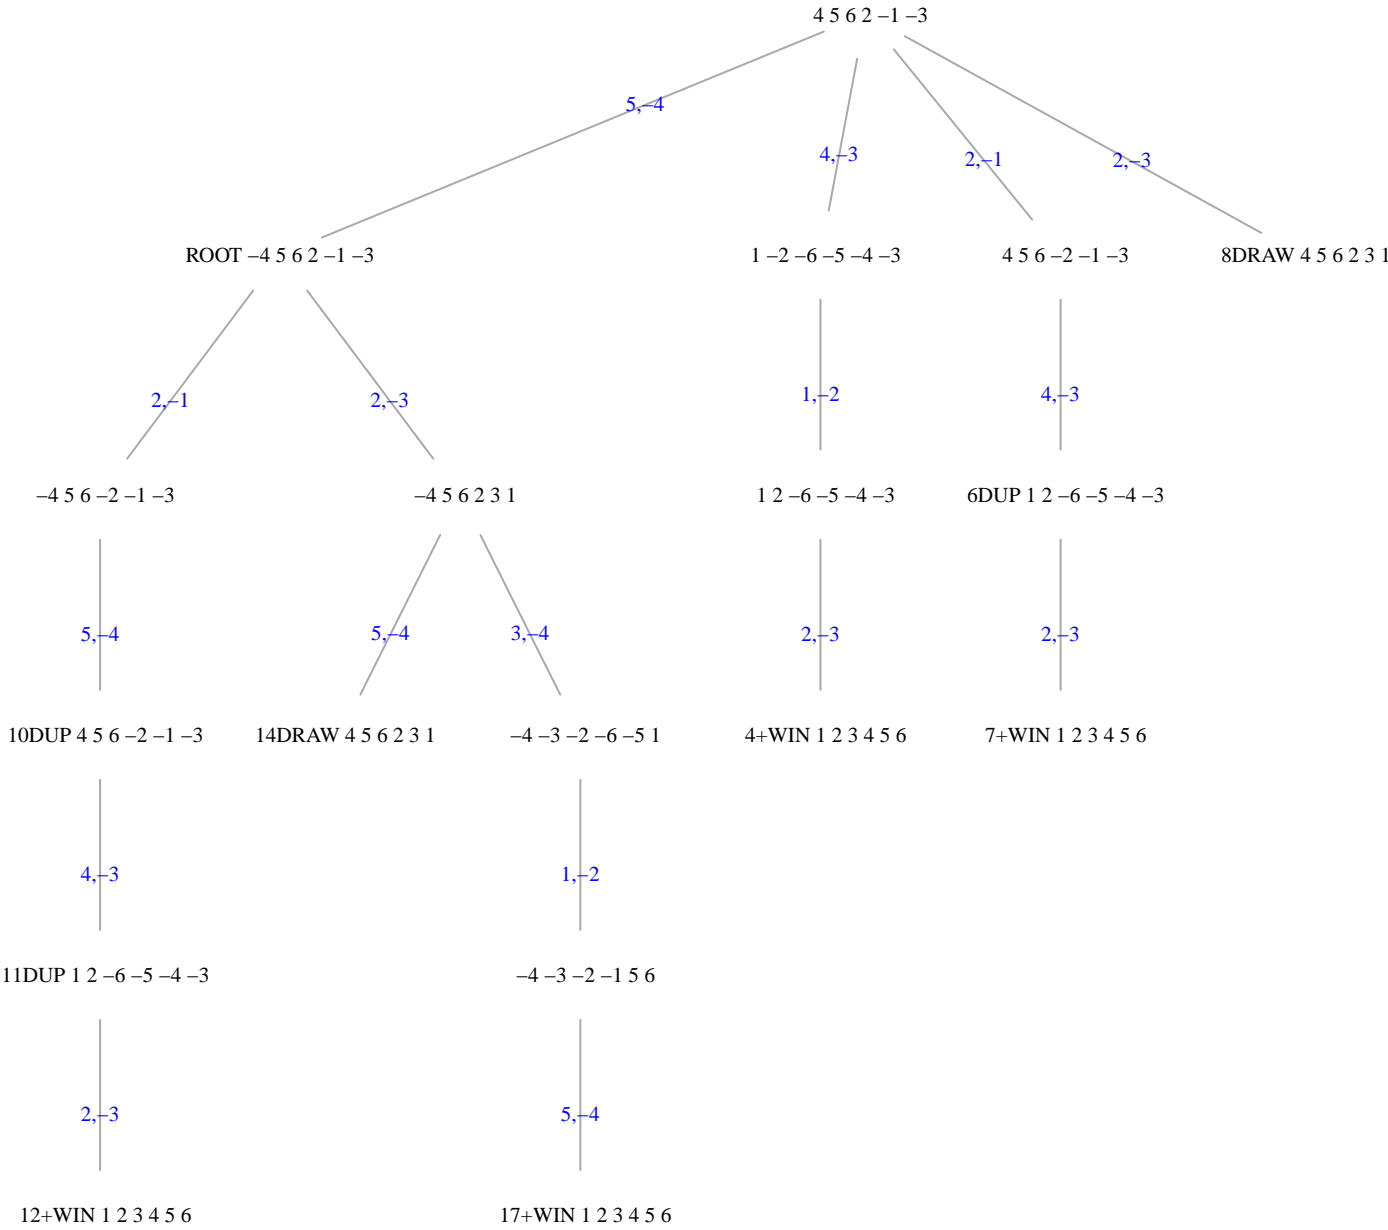 4 5 6 2 −1 −3
5,−4
4,−3
2,−1
2,−3
ROOT −4 5 6 2 −1 −3
1 −2 −6 −5 −4 −3
4 5 6 −2 −1 −3
8DRAW 4 5 6 2 3 1
2,−1
2,−3
1,−2
4,−3
−4 5 6 −2 −1 −3
−4 5 6 2 3 1
1 2 −6 −5 −4 −3
6DUP 1 2 −6 −5 −4 −3
5,−4
5,−4
3,−4
2,−3
2,−3
10DUP 4 5 6 −2 −1 −3
14DRAW 4 5 6 2 3 1
−4 −3 −2 −6 −5 1
4+WIN 1 2 3 4 5 6
7+WIN 1 2 3 4 5 6
4,−3
1,−2
11DUP 1 2 −6 −5 −4 −3
−4 −3 −2 −1 5 6
2,−3
5,−4
12+WIN 1 2 3 4 5 6
17+WIN 1 2 3 4 5 6